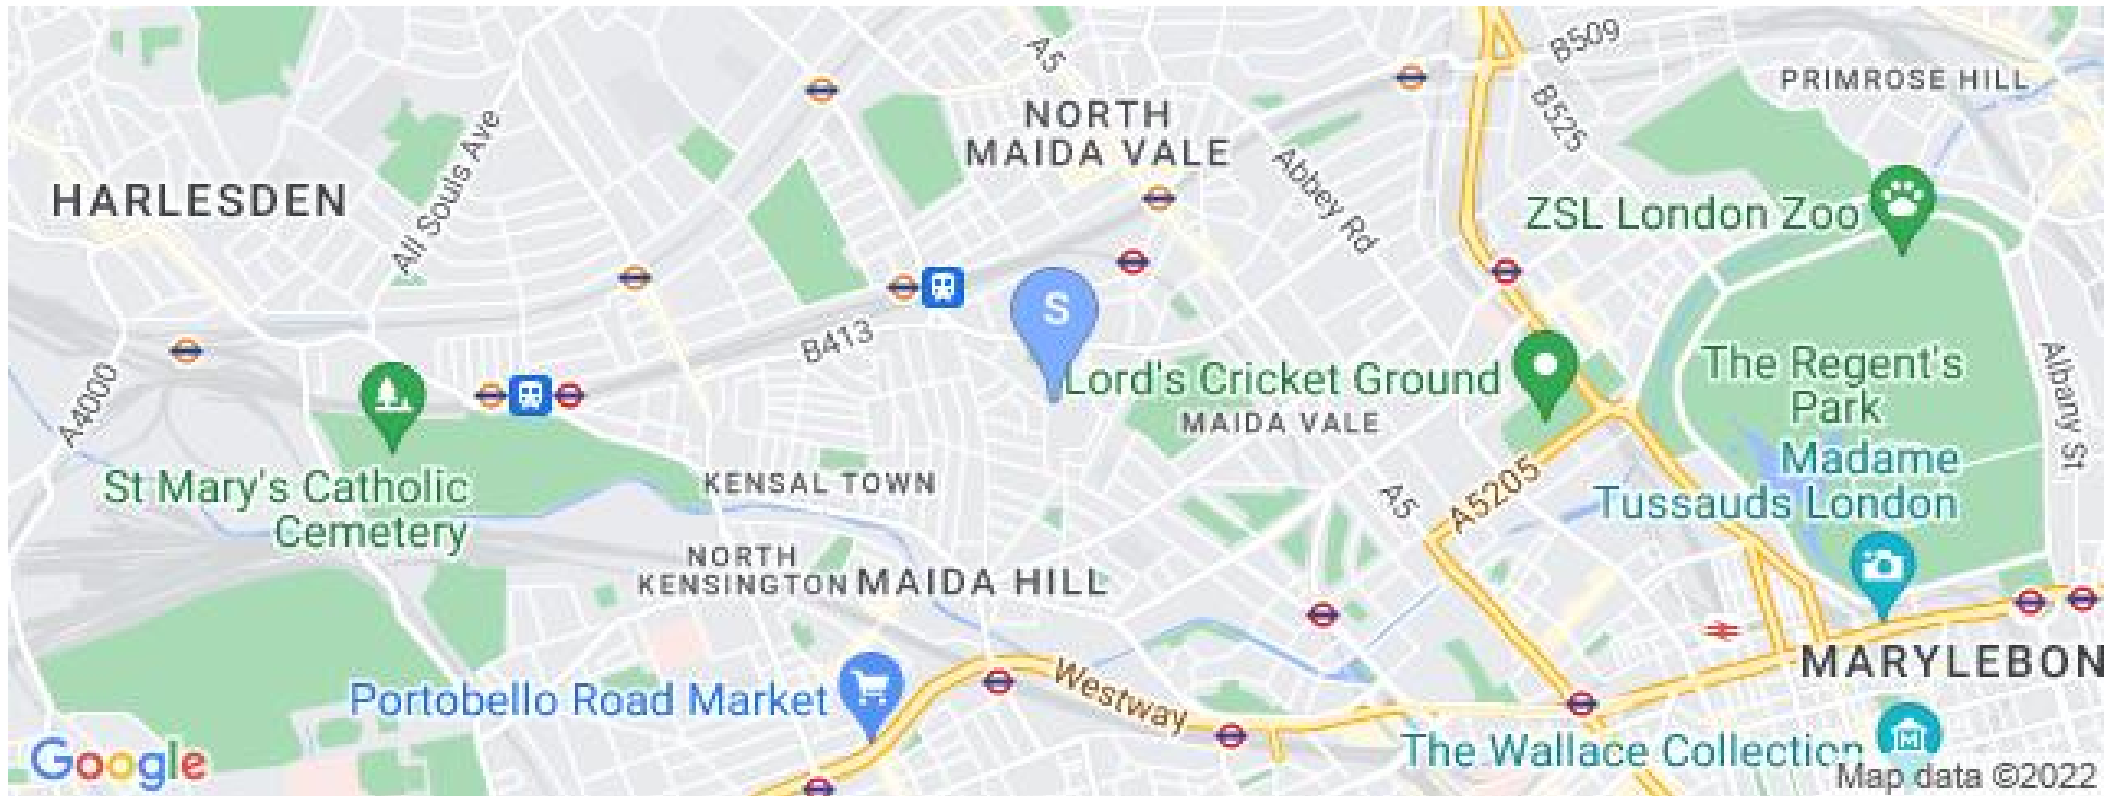 A5
B509
PRIMROSE HILL
B525
NORTH
MAIDA VALE
All Souls Ave
Abbey Rd
HARLESDEN
ZSL London Zoo
S
B413
The Regent's
Park
Albany St
A4000
Lord's Cricket Ground
MAIDA VALE
Madame
Tussauds London
St Mary's Catholic
Cemetery
KENSAL TOWN
A5
A5205
NORTH
KENSINGTON
MAIDA HILL
MARYLEBON
Portobello Road Market
Westway
The Wallace Collection
M
Google
Map data ©2022